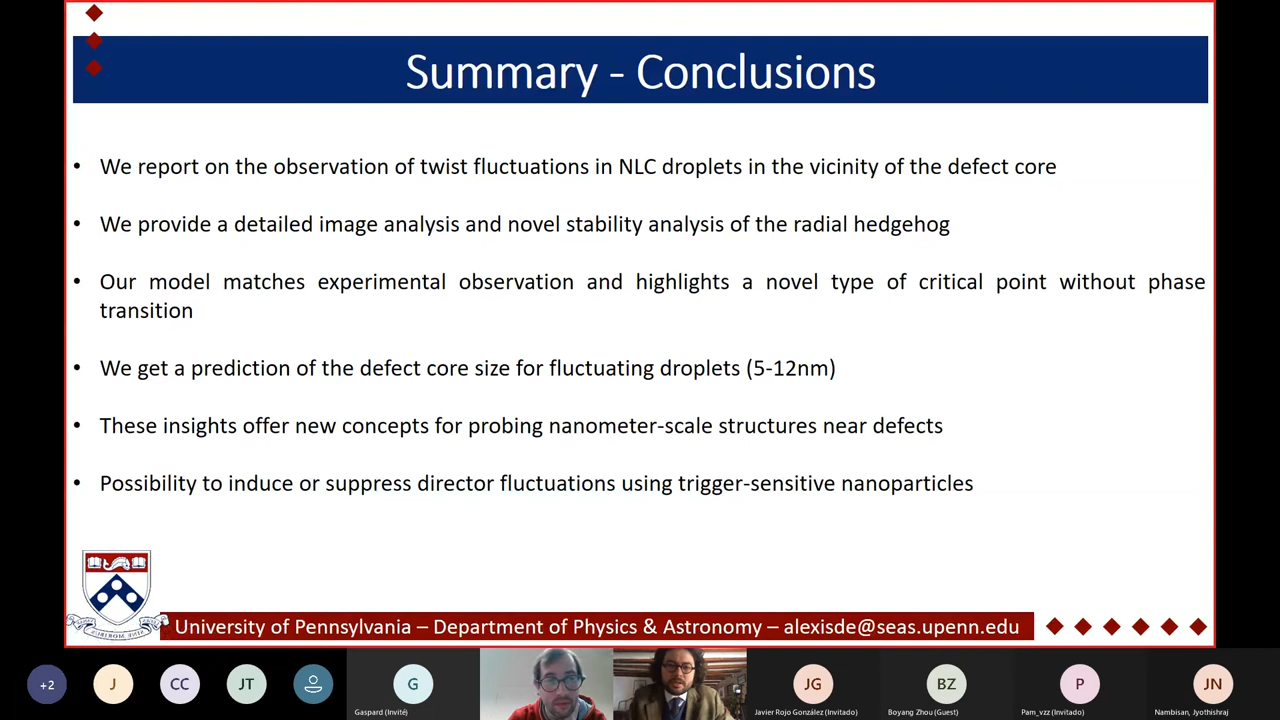 Summary - Conclusions
• We report on the observation of twist fluctuations in NLC droplets in the vicinity of the defect core
• We provide a detailed image analysis and novel stability analysis of the radial hedgehog
• Our model matches experimental observation and highlights a novel type of critical point without phase
transition
• We get a prediction of the defect core size for fluctuating droplets (5-12nm)
• These insights offer new concepts for probing nanometer-scale structures near defects
• Possibility to induce or suppress director fluctuations using trigger-sensitive nanoparticles
University of Pennsylvania – Department of Physics & Astronomy – alexisde@seas.upenn.edu
+2
J
CC
JT
G
Gaspard (Invité)
JG
Javier Rojo González (Invitado)
BZ
Boyang Zhou (Guest)
P
Pam_vzz (Invitado)
JN
Nambisan, Jyothishraj